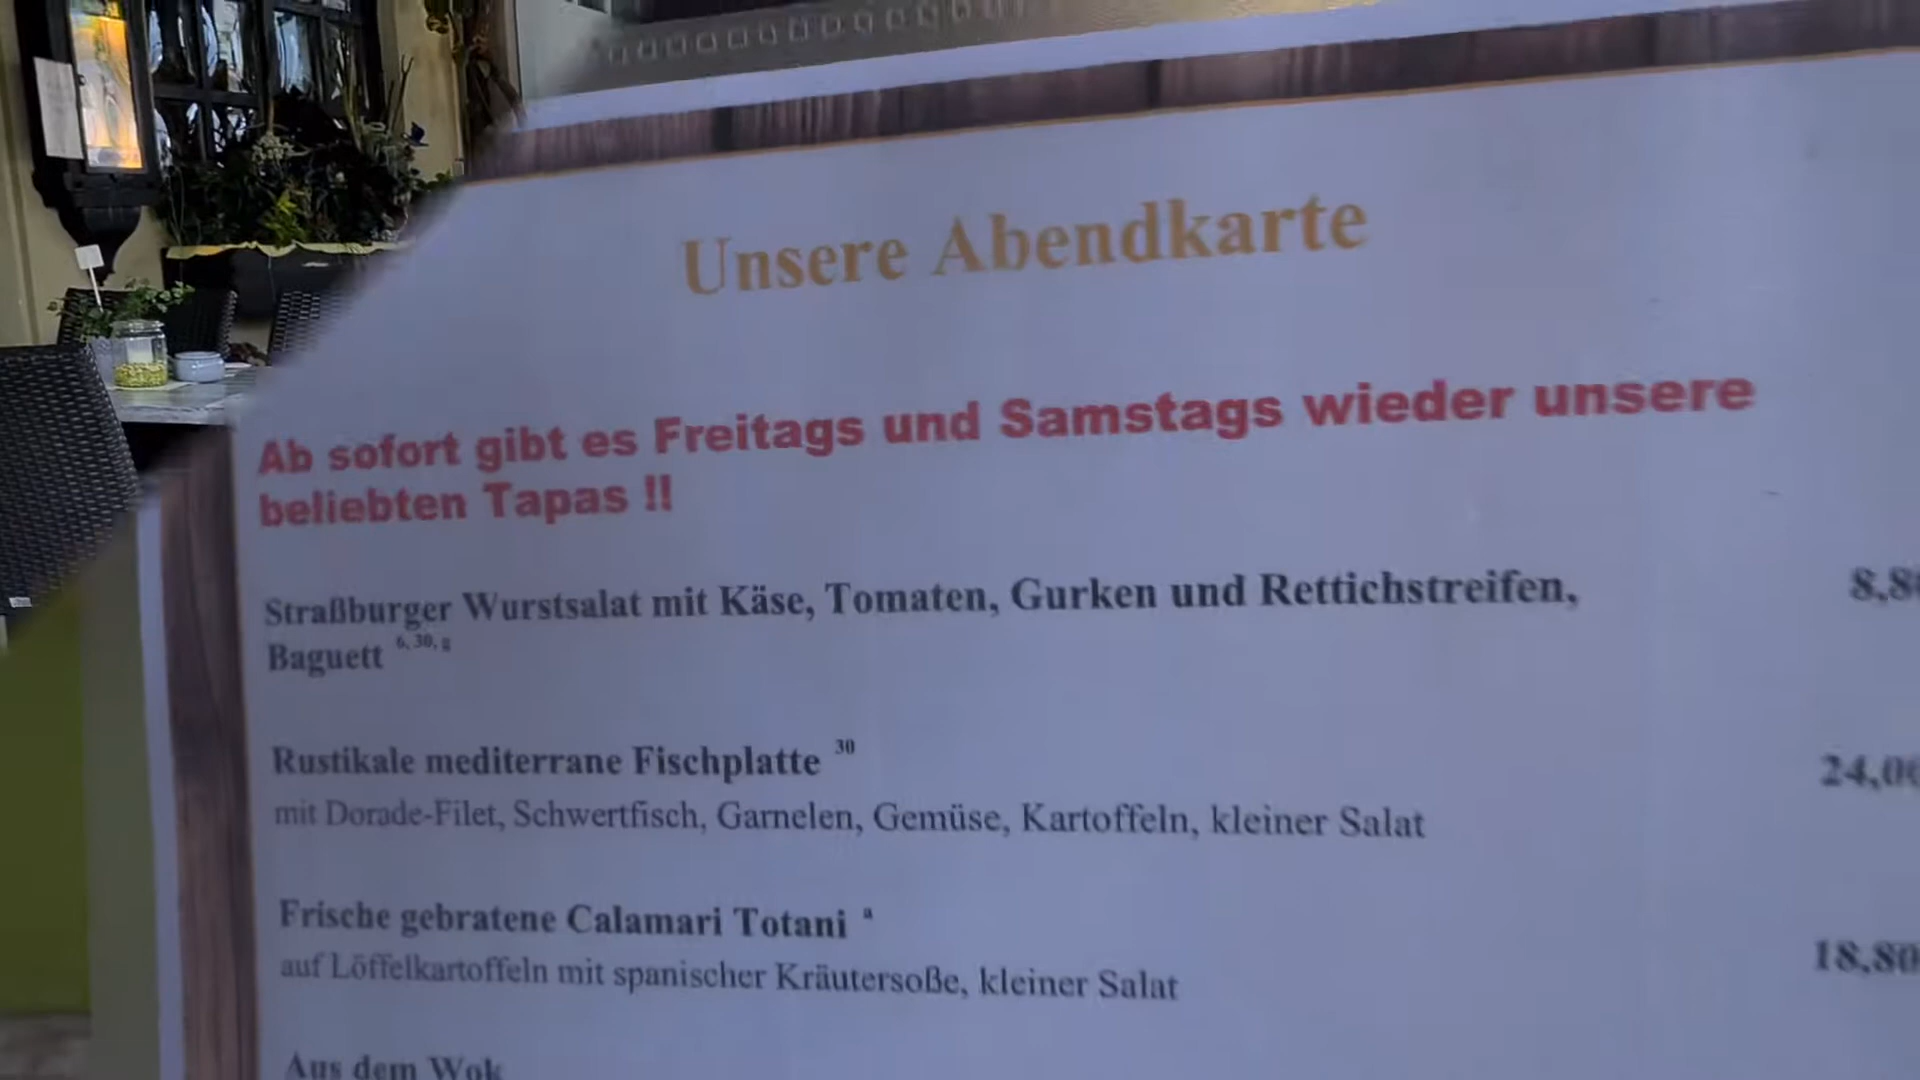 Unsere Abendkarte
Ab sofort gibt es Freitags und Samstags wieder unsere
beliebten Tapas !!
Straßburger Wurstsalat mit Käse, Tomaten, Gurken und Rettichstreifen, 8,8
Baguett 6, 30, g
Rustikale mediterrane Fischplatte 30
24,0
mit Dorade-Filet, Schwertfisch, Garnelen, Gemüse, Kartoffeln, kleiner Salat
Frische gebratene Calamari Totani a
18,80
auf Löffelkartoffeln mit spanischer Kräutersoße, kleiner Salat
Aus dem Wok